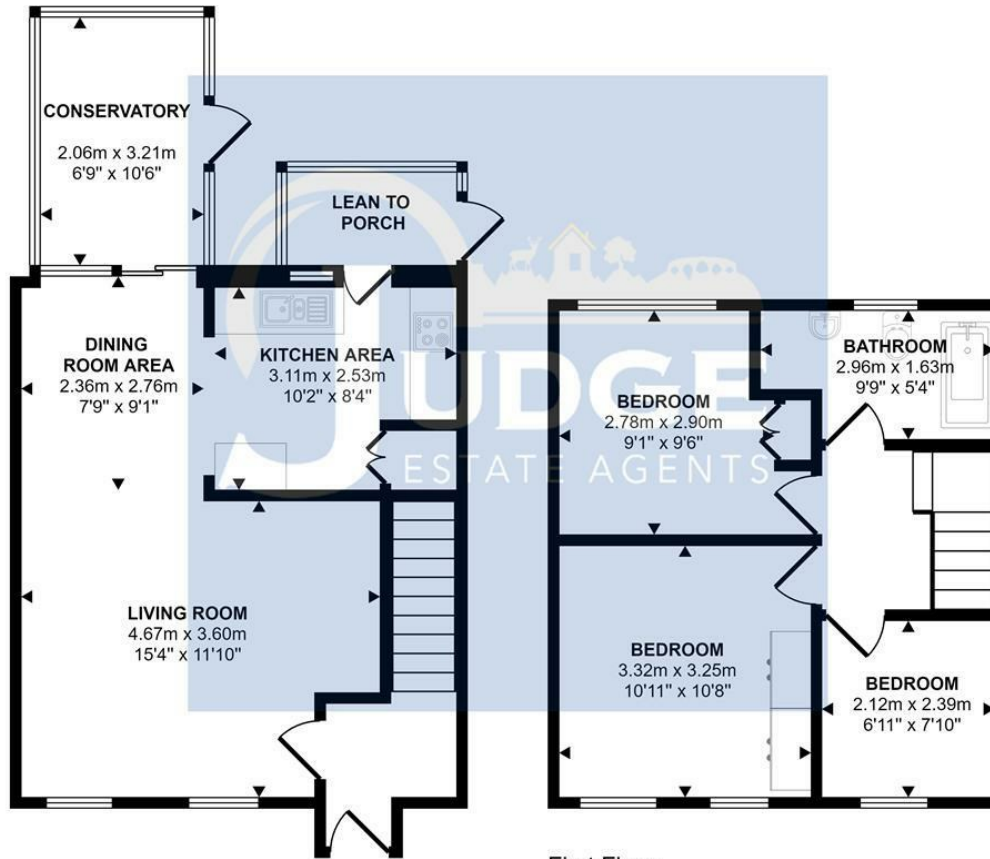 CONSERVATORY
2.06m x 3.21m
6'9" x 10'6"
LEAN TO
PORCH
DINING
ROOM AREA
2.36m x 2.76m
7'9" x 9'1"
KITCHEN AREA
3.11m x 2.53m
10'2" x 8'4"
LIVING ROOM
4.67m x 3.60m
15'4" x 11'10"
BEDROOM
2.78m x 2.90m
9'1" x 9'6"
BATHROOM
2.96m x 1.63m
9'9" x 5'4"
BEDROOM
3.32m x 3.25m
10'11" x 10'8"
BEDROOM
2.12m x 2.39m
6'11" x 7'10"
JUDGE
ESTATE AGENTS